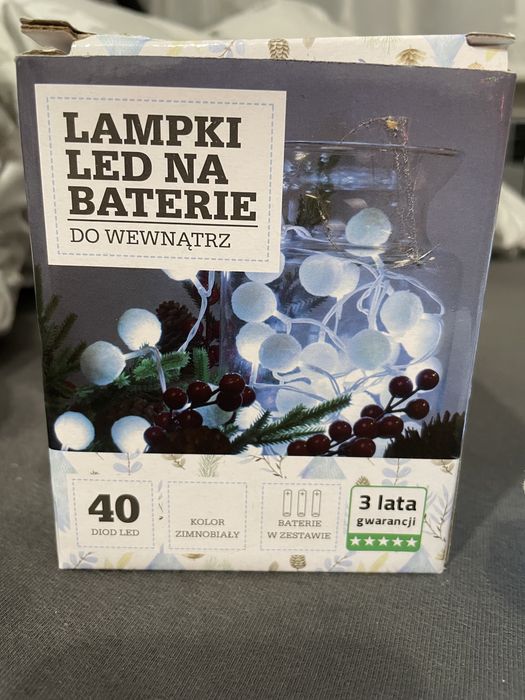 LAMPKI
LED NA
BATERIE
DO WEWNĄTRZ
40
DIOD LED
KOLOR
ZIMNOBIAŁY
BATERIE
W ZESTAWIE
3 lata
gwarancji